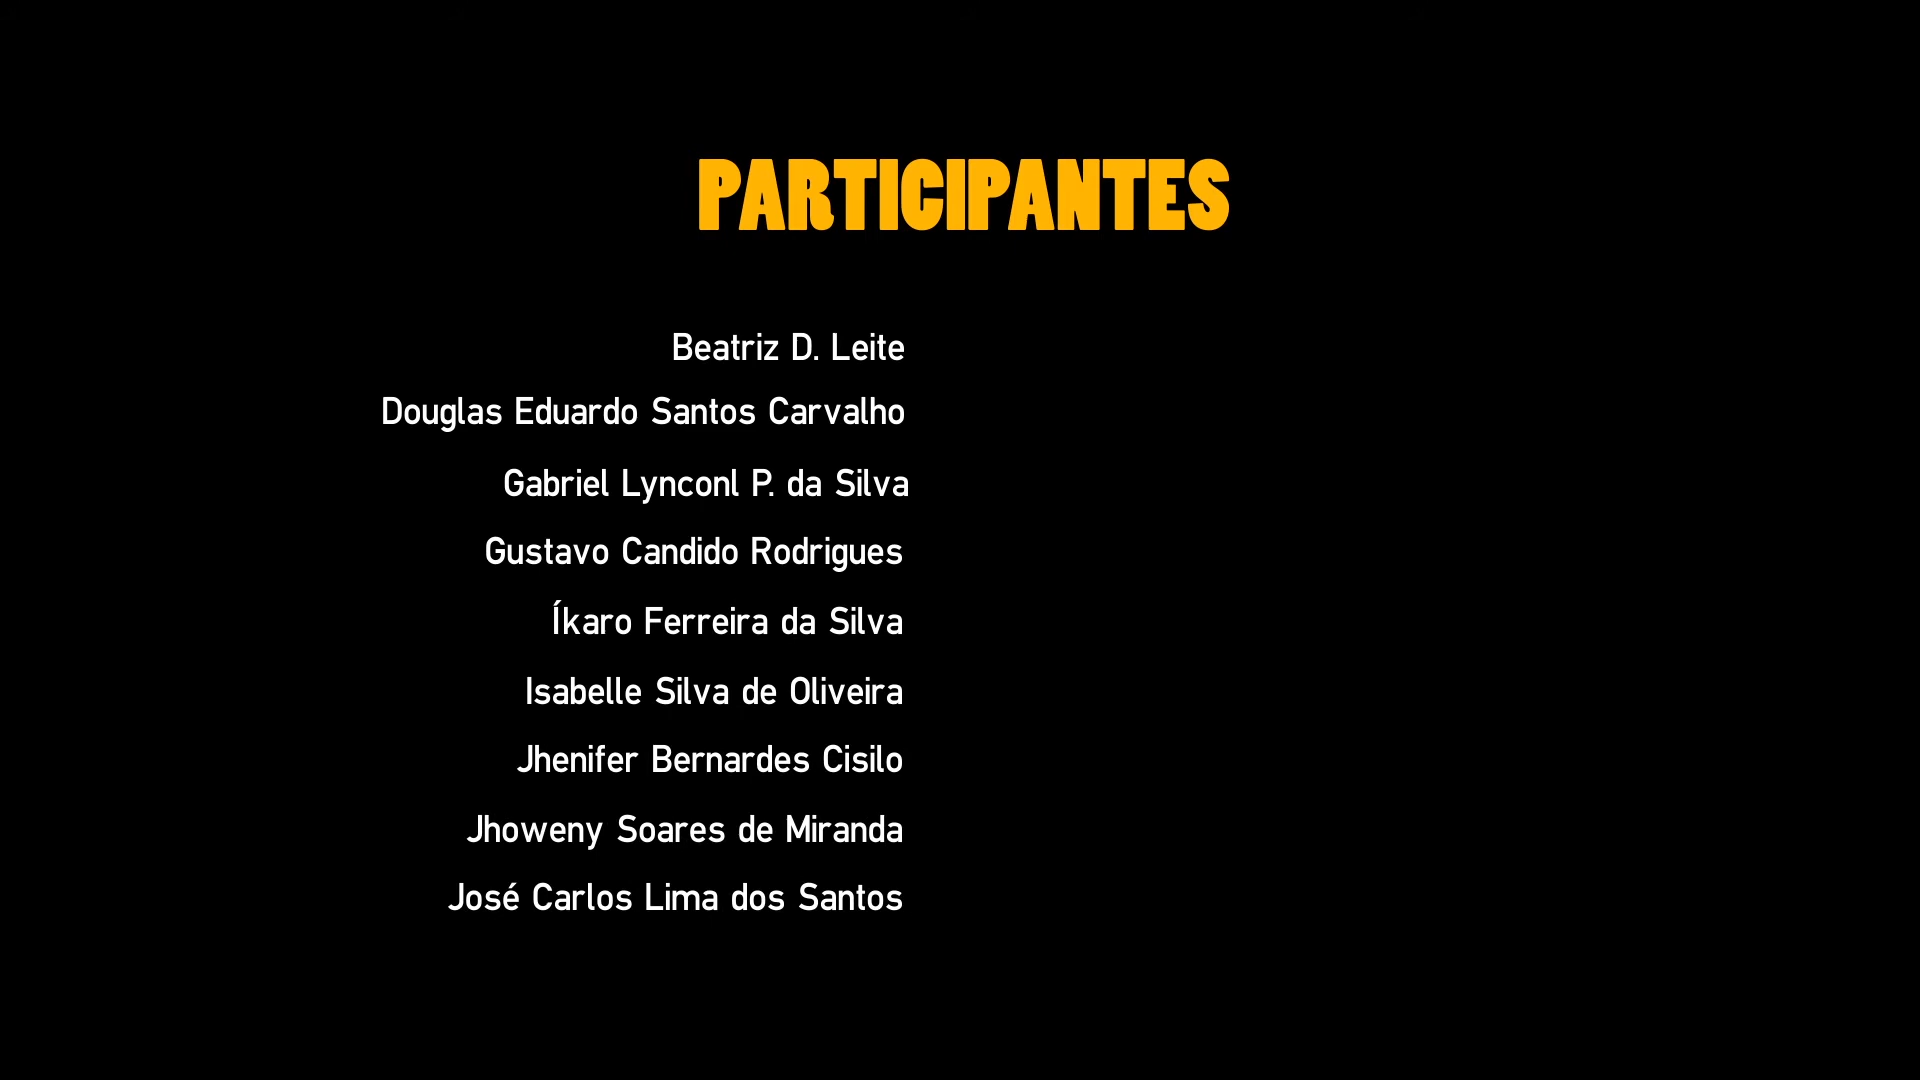 PARTICIPANTES
Beatriz D. Leite
Douglas Eduardo Santos Carvalho
Gabriel Lynconl P. da Silva
Gustavo Candido Rodrigues
Íkaro Ferreira da Silva
Isabelle Silva de Oliveira
Jhenifer Bernardes Cisilo
Jhoweny Soares de Miranda
José Carlos Lima dos Santos